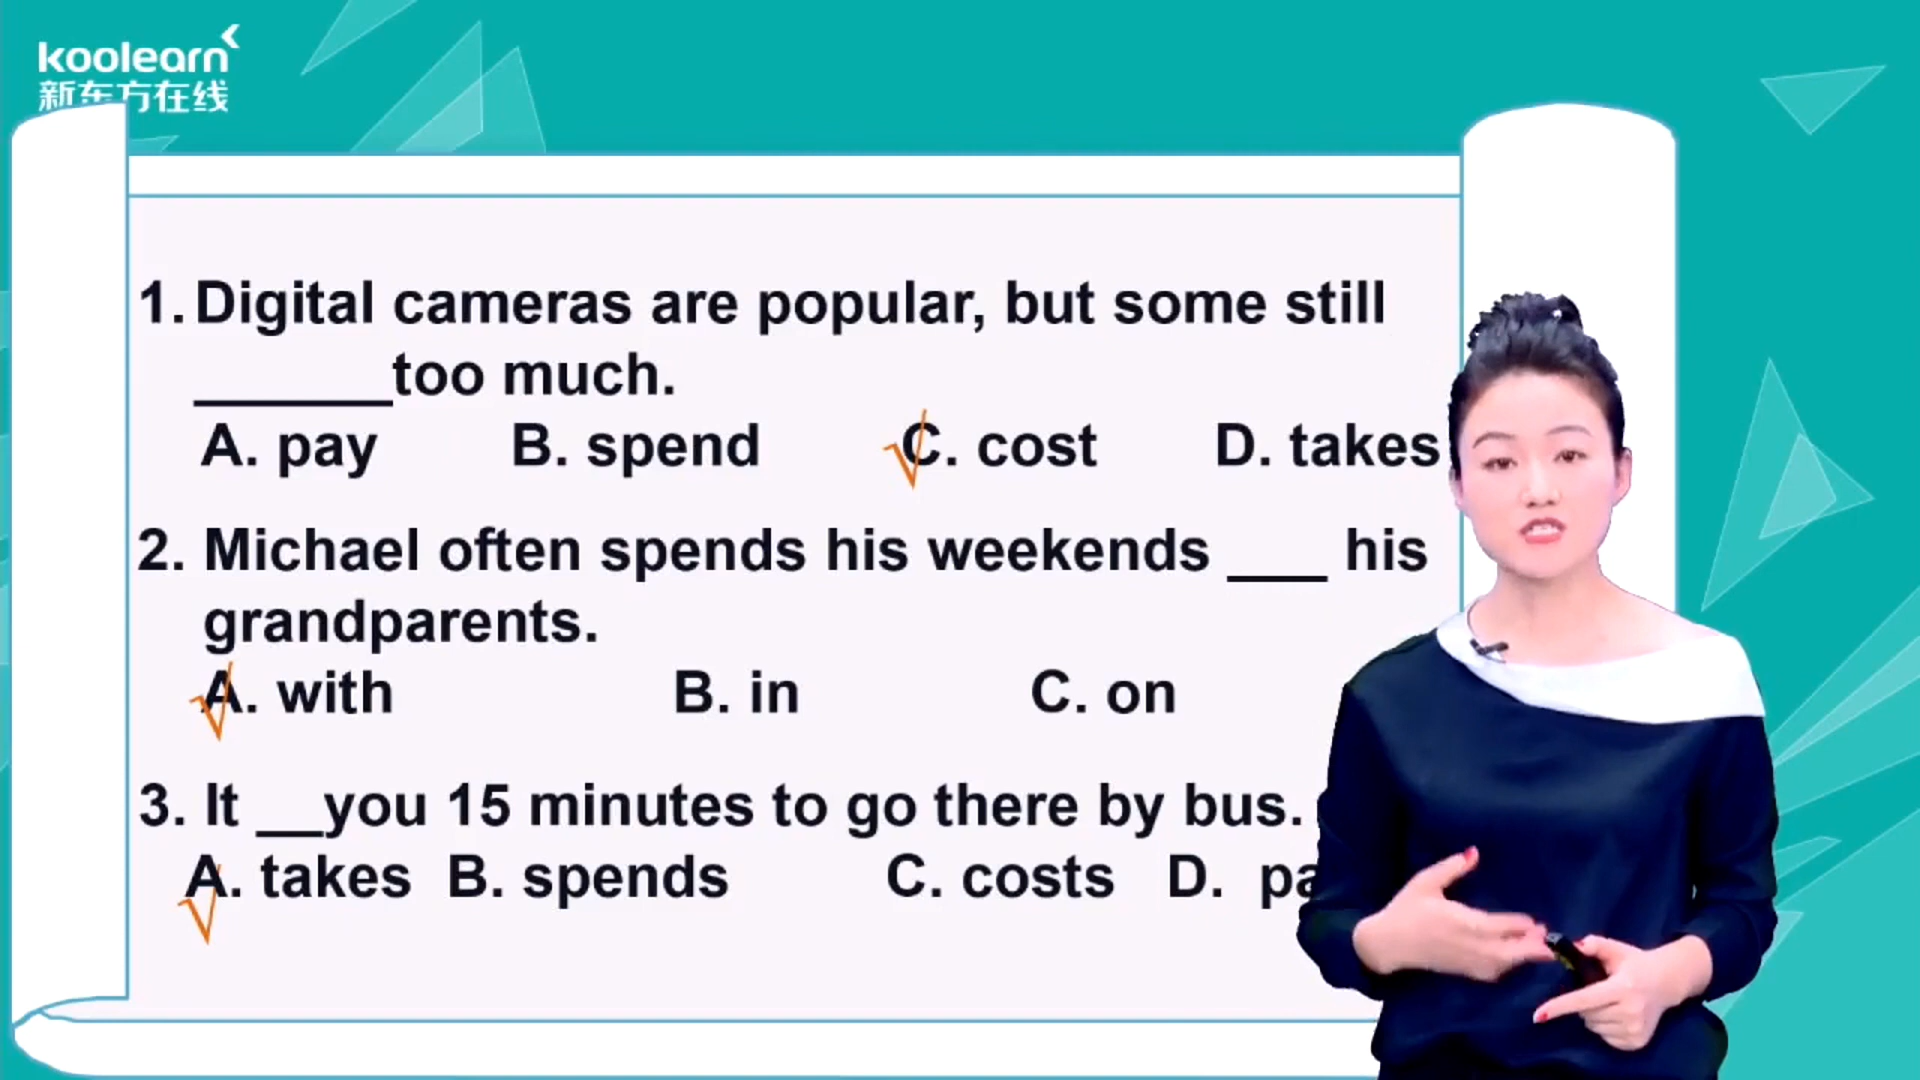 koolearn
新东方在线
1. Digital cameras are popular, but some still
______too much.
A. pay B. spend C. cost D. takes
2. Michael often spends his weekends ___ his
grandparents.
A. with B. in C. on
3. It __you 15 minutes to go there by bus.
A. takes B. spends C. costs D.